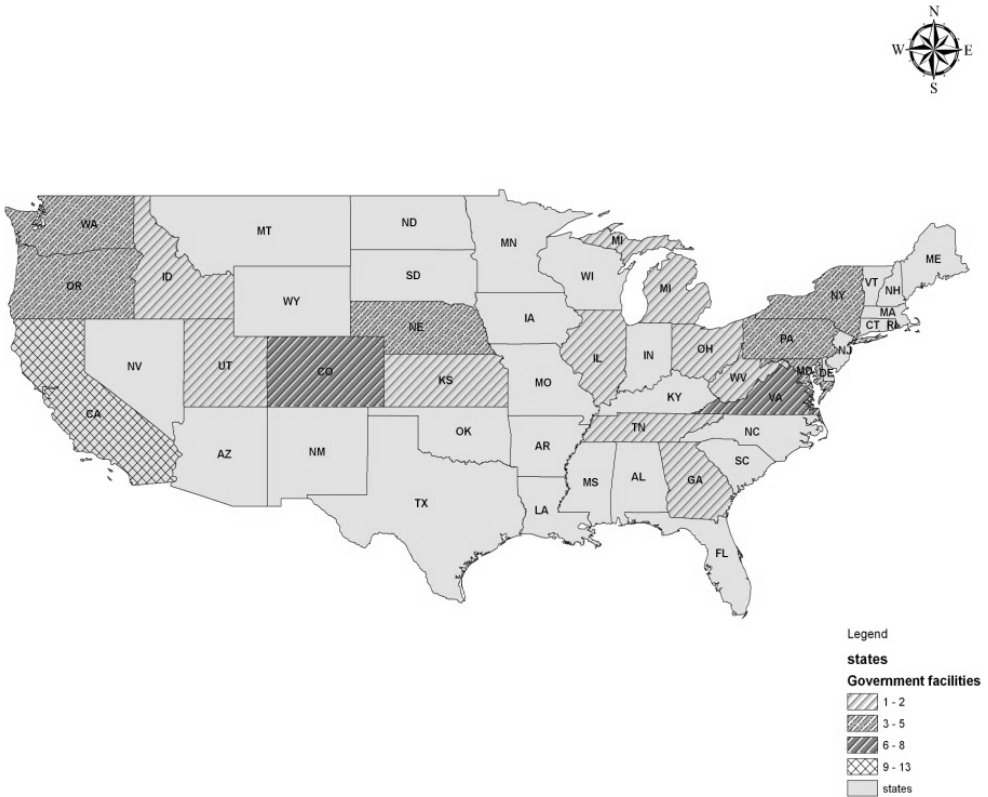 N
W E
S
WA
MT
ND
MN
ME
MI
VT
NH
ID
OR
SD
WI
MI
NY
MA
CT RI
WY
IA
NE
PA
NJ
NV
UT
CO
IL
IN
OH
MD DE
WV
KS
MO
KY
VA
CA
OK
TN
NC
AZ
NM
AR
SC
TX
MS
AL
GA
LA
FL
Legend
states
Government facilities
1 - 2
3 - 5
6 - 8
9 - 13
states